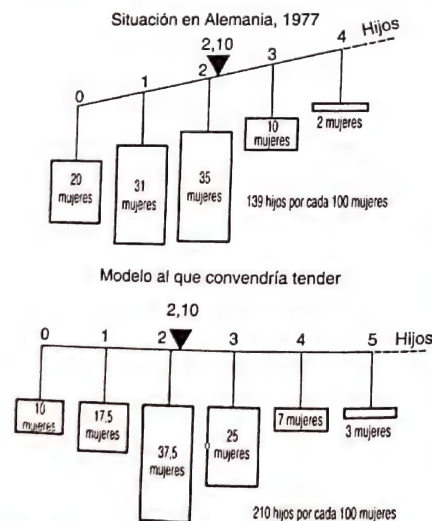 Situación en Alemania, 1977
2,10
0 1 2 3 4 Hijos
20 mujeres
31 mujeres
35 mujeres
10 mujeres
2 mujeres
139 hijos por cada 100 mujeres
Modelo al que convendría tender
2,10
0 1 2 3 4 5 Hijos
10 mujeres
17,5 mujeres
37,5 mujeres
25 mujeres
7 mujeres
3 mujeres
210 hijos por cada 100 mujeres